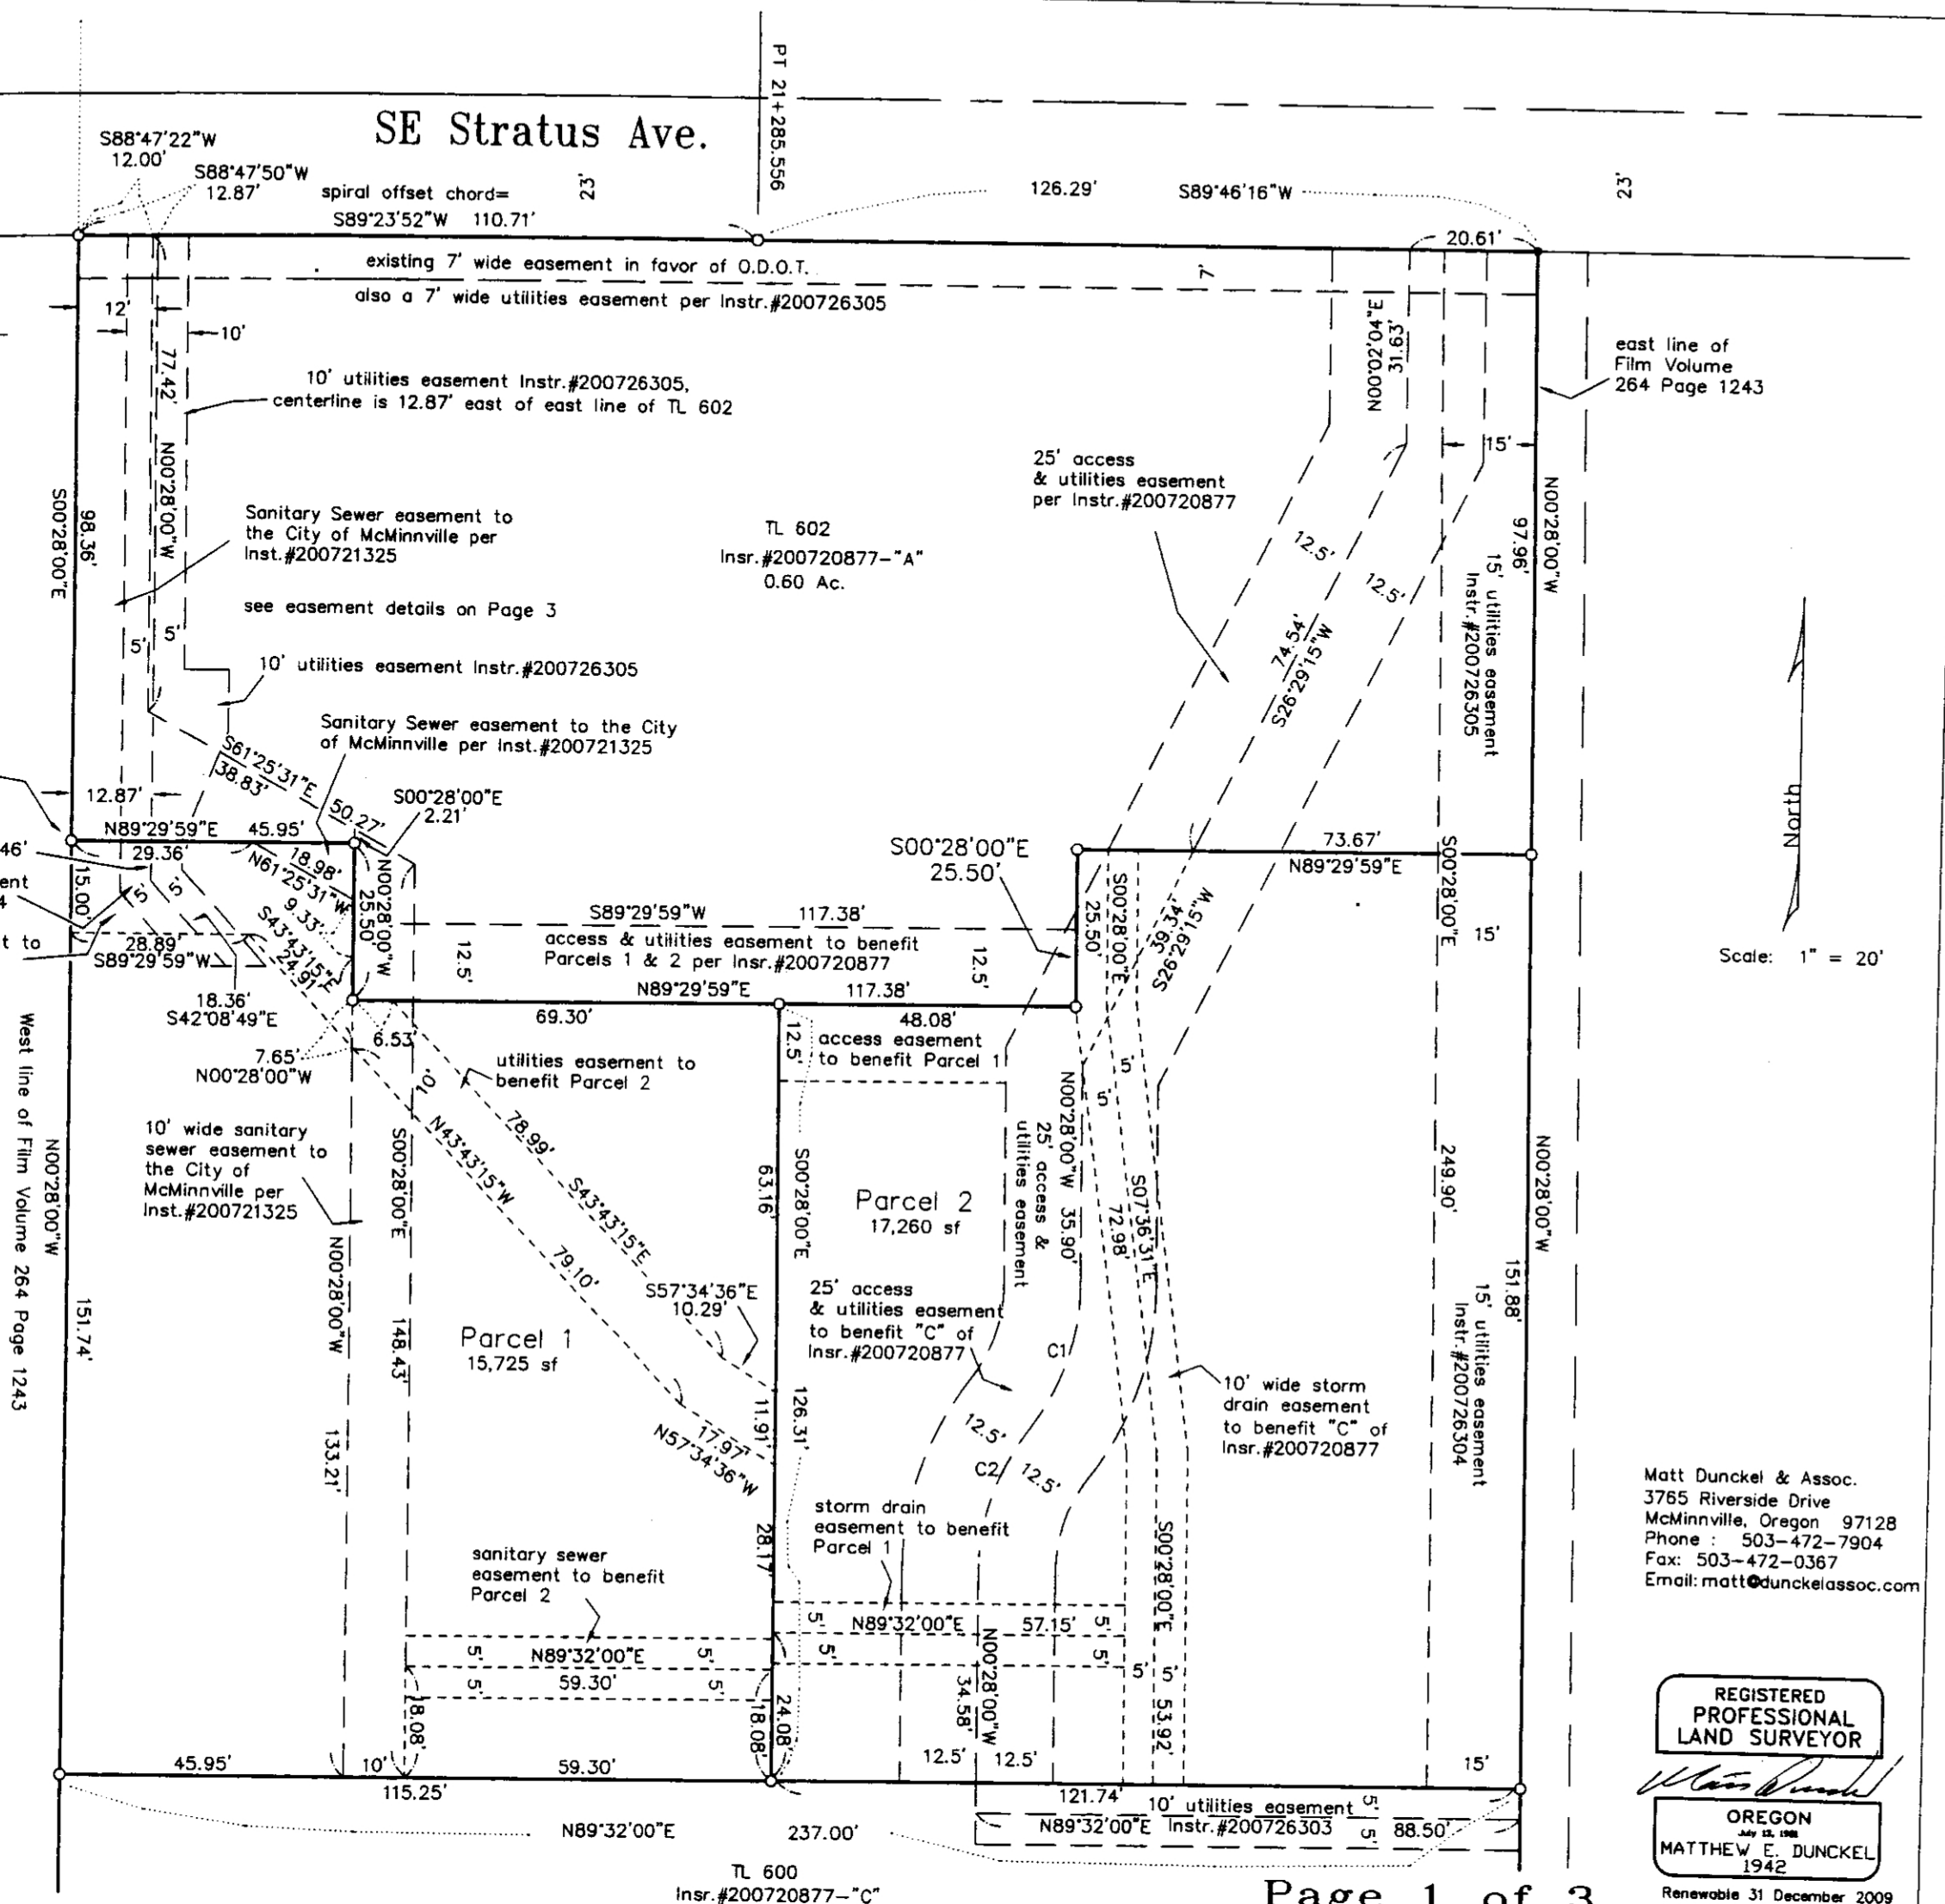 SE Stratus Ave.
PT 21+285.556
S88°47'22"W
12.00'
S88°47'50"W
12.87'
spiral offset chord=
S89°23'52"W 110.71'
23'
126.29'
S89°46'16"W
23'
20.61'
existing 7' wide easement in favor of O.D.O.T.
also a 7' wide utilities easement per Instr.#200726305
7'
12'
10'
77.42'
N00°28'00"W
10' utilities easement Instr.#200726305,
centerline is 12.87' east of east line of TL 602
N00°02'04"E
31.63'
east line of
Film Volume
264 Page 1243
15'
25' access
& utilities easement
per Instr.#200720877
98.36'
S00°28'00"E
Sanitary Sewer easement to
the City of McMinnville per
Inst.#200721325
see easement details on Page 3
TL 602
Insr.#200720877-"A"
0.60 Ac.
12.5'
12.5'
N00°28'00"W
97.96'
15' utilities easement
Instr.#200726305
5'
5'
10' utilities easement Instr.#200726305
74.54'
S26°29'15"W
Sanitary Sewer easement to the City
of McMinnville per Inst.#200721325
S61°25'31"E
38.83'
50.27'
S00°28'00"E
2.21'
12.87'
N89°29'59"E 45.95'
29.36'
18.98'
N61°25'31"W
9.33'
46'
ent
4
t to
15.00'
5'
5'
28.89'
S89°29'59"W
S43°43'15"E
24.91'
25.50'
N00°28'00"W
18.36'
S42°08'49"E
S00°28'00"E
25.50'
73.67'
N89°29'59"E
S00°28'00"E
15'
North
Scale: 1" = 20'
S89°29'59"W 117.38'
access & utilities easement to benefit
Parcels 1 & 2 per Insr.#200720877
12.5'
12.5'
25.50'
S00°28'00"E
39.34'
S26°29'15"W
N89°29'59"E 117.38'
69.30'
48.08'
7.65'
N00°28'00"W
6.53'
utilities easement to
benefit Parcel 2
10'
12.5'
access easement
to benefit Parcel 1
5'
5'
West line of Film Volume 264 Page 1243
N00°28'00"W
151.74'
10' wide sanitary
sewer easement to
the City of
McMinnville per
Inst.#200721325
N00°28'00"W
133.21'
S00°28'00"E
148.43'
78.99'
S43°43'15"E
N43°43'15"W
79.10'
S57°34'36"E
10.29'
63.16'
S00°28'00"E
126.31'
Parcel 2
17,260 sf
25' access &
utilities easement
N00°28'00"W 35.90'
S07°36'31"E
72.98'
249.90'
N00°28'00"W
151.88'
15' utilities easement
Instr.#200726304
Parcel 1
15,725 sf
25' access
& utilities easement
to benefit "C" of
Insr.#200720877
C1
11.91'
17.97'
N57°34'36"W
12.5'
C2
12.5'
10' wide storm
drain easement
to benefit "C" of
Insr.#200720877
storm drain
easement to benefit
Parcel 1
28.17'
S00°28'00"E
53.92'
Matt Dunckel & Assoc.
3765 Riverside Drive
McMinnville, Oregon 97128
Phone : 503-472-7904
Fax: 503-472-0367
Email: matt@dunckelassoc.com
sanitary sewer
easement to benefit
Parcel 2
5'
N89°32'00"E
57.15'
5'
5'
5'
5'
N89°32'00"E
5'
5'
59.30'
5'
N00°28'00"W
34.58'
5'
5'
18.08'
18.08'
24.08'
45.95'
10'
59.30'
12.5'
12.5'
15'
115.25'
121.74'
10' utilities easement
N89°32'00"E Instr.#200726303
5'
5'
88.50'
N89°32'00"E
237.00'
TL 600
Insr.#200720877-"C"
Page 1 of 3
REGISTERED
PROFESSIONAL
LAND SURVEYOR
OREGON
MATTHEW E. DUNCKEL
1942
Renewable 31 December 2009